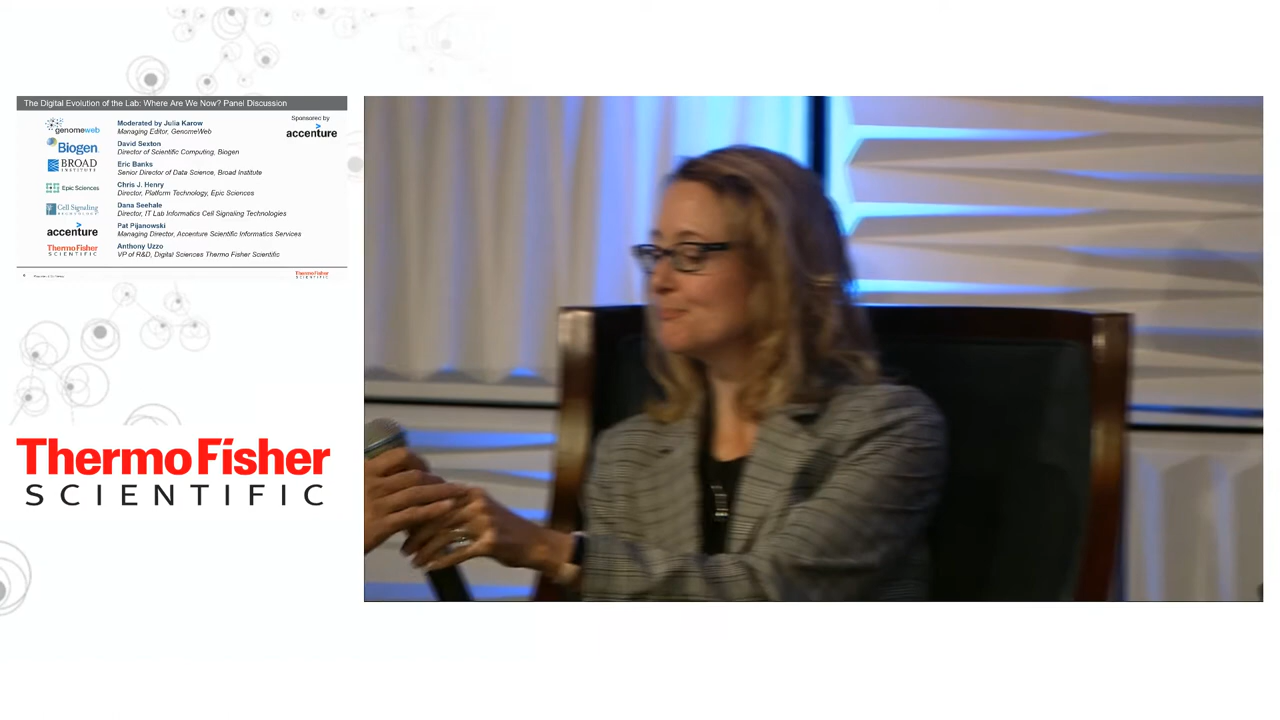 The Digital Evolution of the Lab: Where Are We Now? Panel Discussion
Sponsored by
accenture
genomeweb
Moderated by Julia Karow
Managing Editor, GenomeWeb
Biogen
David Sexton
Director of Scientific Computing, Biogen
BROAD
INSTITUTE
Eric Banks
Senior Director of Data Science, Broad Institute
Epic Sciences
Chris J. Henry
Director, Platform Technology, Epic Sciences
Cell Signaling
TECHNOLOGY
Dana Seehale
Director, IT Lab Informatics Cell Signaling Technologies
accenture
Pat Pijanowski
Managing Director, Accenture Scientific Informatics Services
ThermoFisher
SCIENTIFIC
Anthony Uzzo
VP of R&D, Digital Sciences Thermo Fisher Scientific
ThermoFisher
SCIENTIFIC
ThermoFisher
SCIENTIFIC